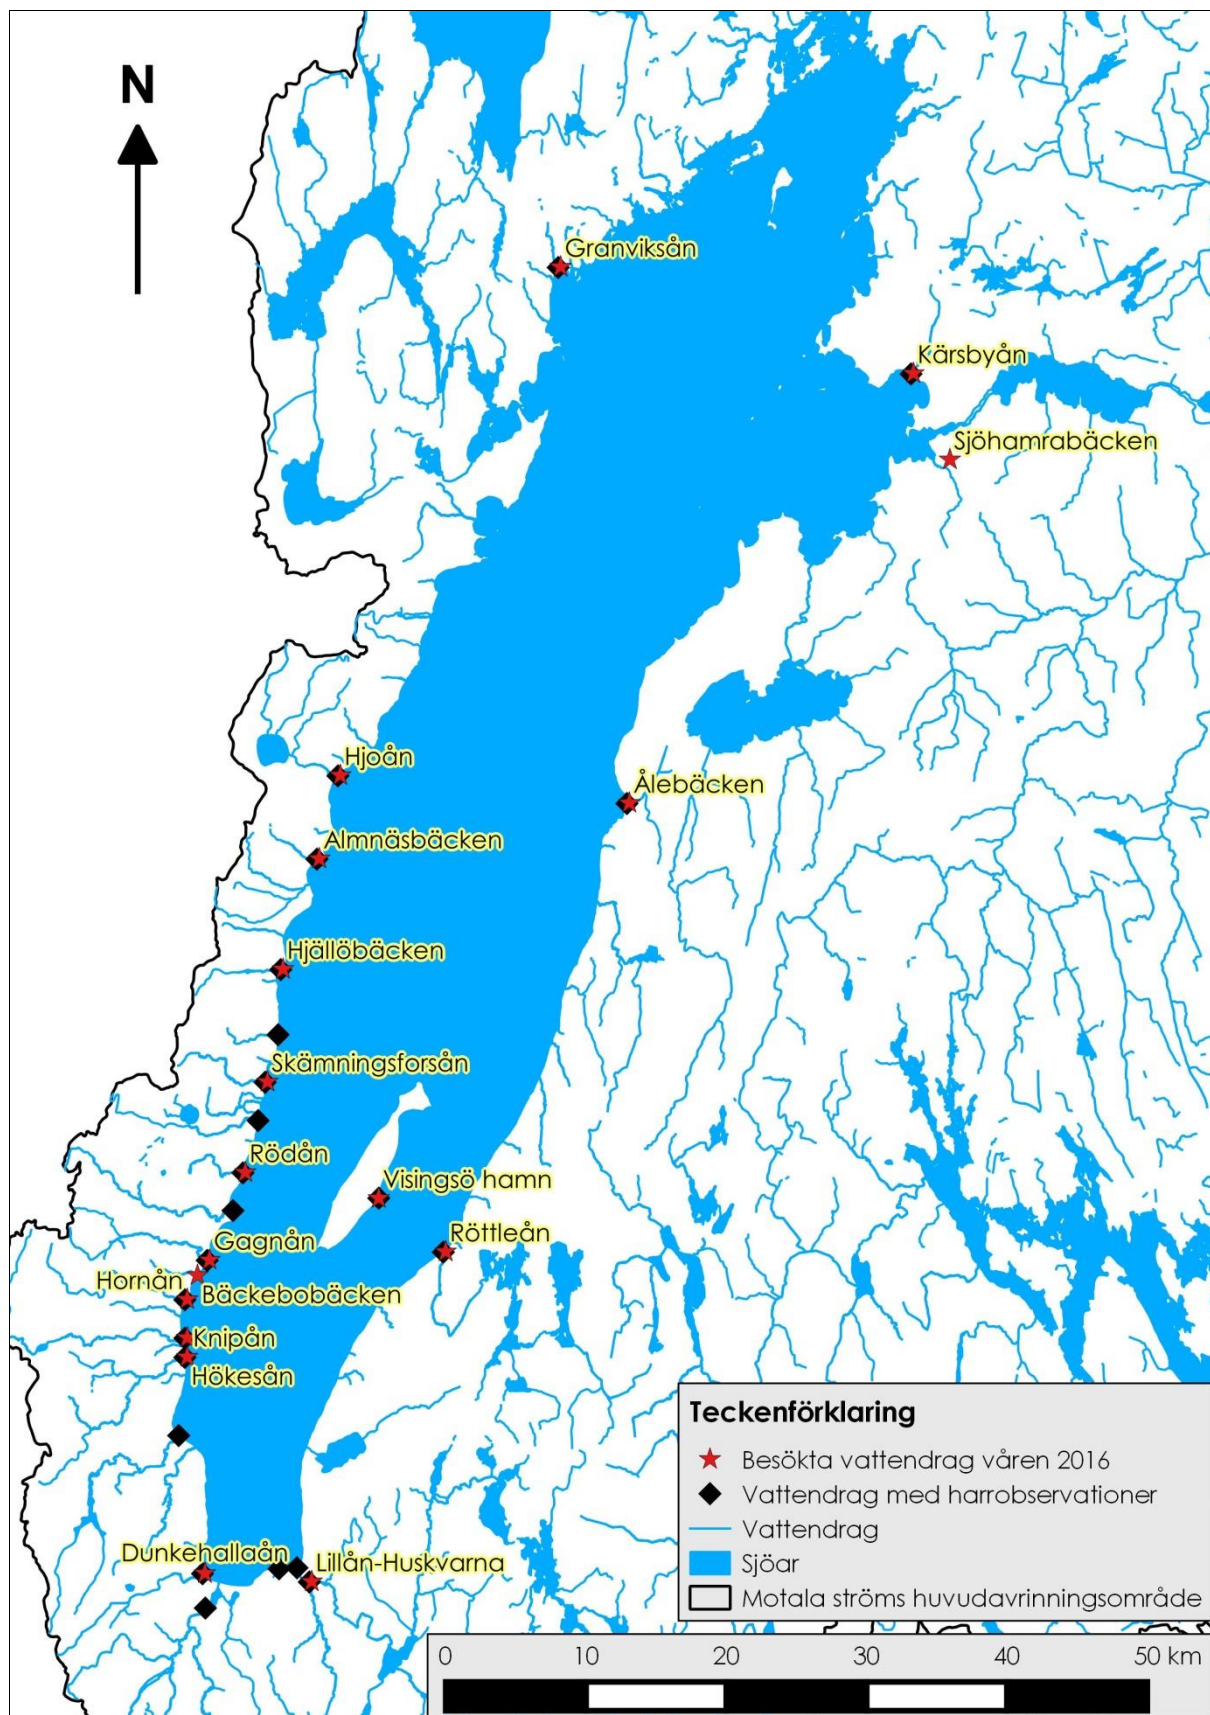 N
Granviksån
Kärsbyån
Sjöhamrabäcken
Hjoån
Ålebäcken
Almnäsbäcken
Hjällöbäcken
Skämningsforsån
Rödån
Visingsö hamn
Röttleån
Gagnån
Hornån
Bäckebobäcken
Knipån
Hökesån
Dunkehallaån
Lillån-Huskvarna
Teckenförklaring
Besökta vattendrag våren 2016
Vattendrag med harrobservationer
Vattendrag
Sjöar
Motala ströms huvudavrinningsområde
0 10 20 30 40 50 km